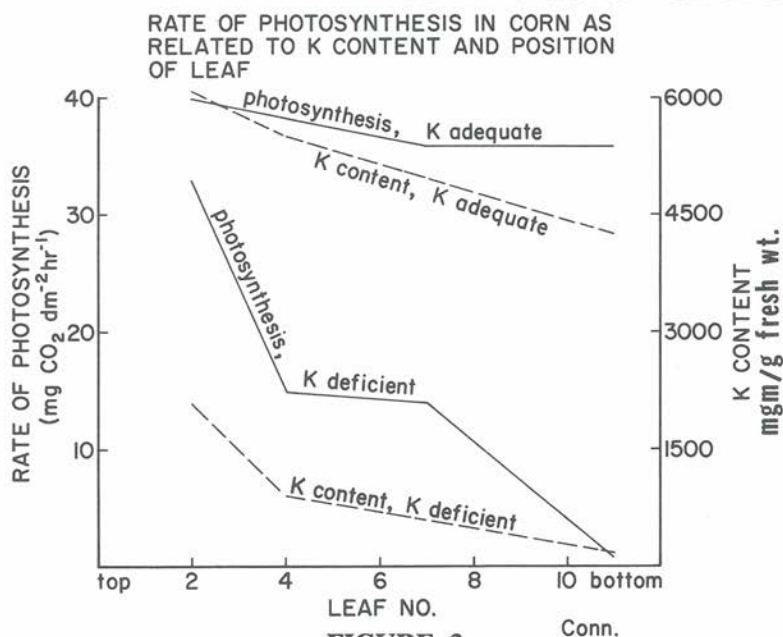 RATE OF PHOTOSYNTHESIS IN CORN AS
RELATED TO K CONTENT AND POSITION
OF LEAF
RATE OF PHOTOSYNTHESIS
(mg CO₂ dm⁻²hr⁻¹)
40
30
20
10
photosynthesis, K adequate
K content, K adequate
photosynthesis, K deficient
K content, K deficient
6000
4500
3000
1500
K CONTENT
mgm/g fresh wt.
top 2 4 6 8 10 bottom
LEAF NO.
Conn.